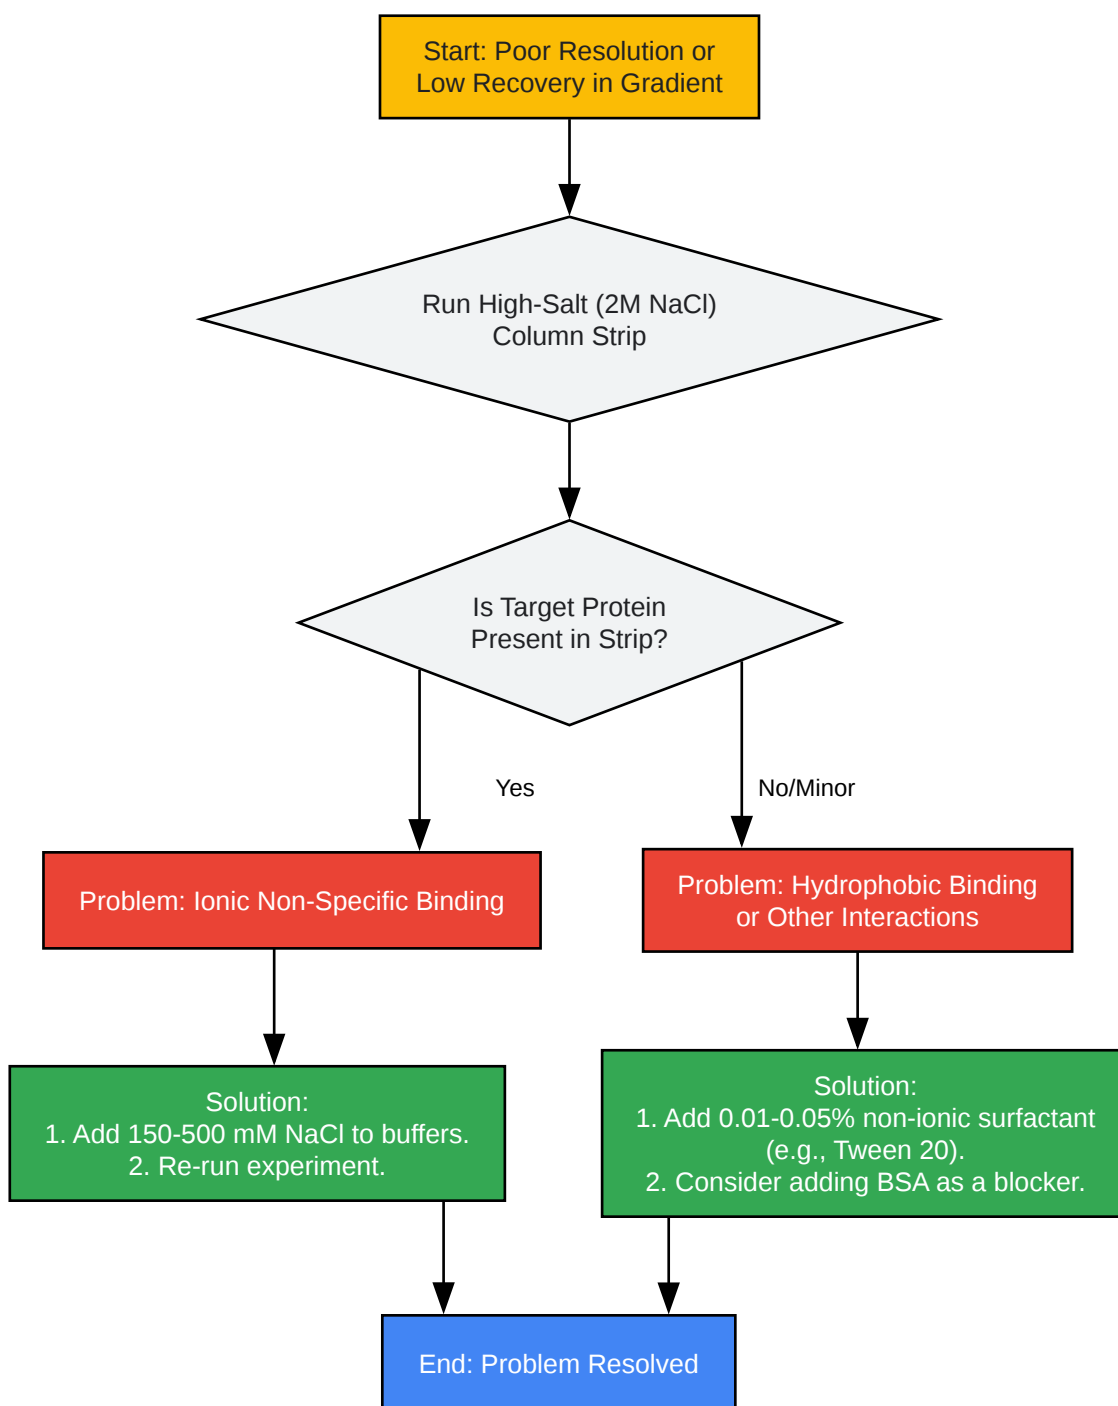 Start: Poor Resolution or
Low Recovery in Gradient
Run High-Salt (2M NaCl)
Column Strip
Is Target Protein
Present in Strip?
Yes
No/Minor
Problem: Ionic Non-Specific Binding
Problem: Hydrophobic Binding
or Other Interactions
Solution:
1. Add 150-500 mM NaCl to buffers.
2. Re-run experiment.
Solution:
1. Add 0.01-0.05% non-ionic surfactant
(e.g., Tween 20).
2. Consider adding BSA as a blocker.
End: Problem Resolved